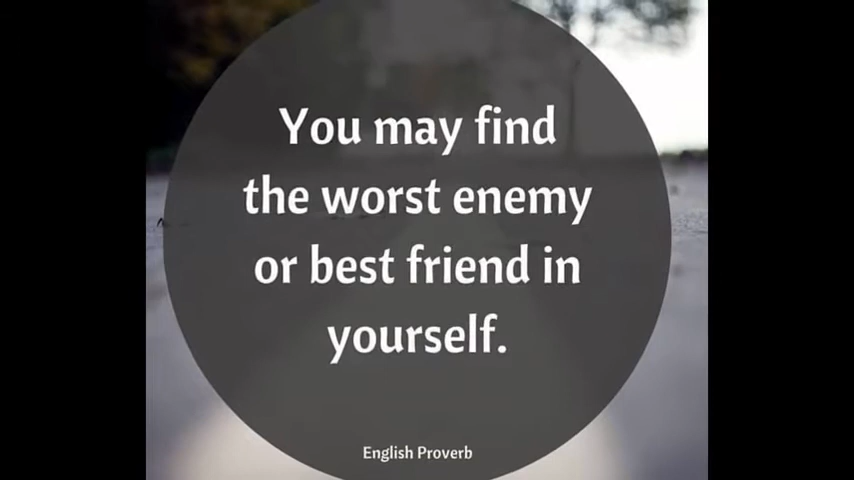 You may find
the worst enemy
or best friend in
yourself.
English Proverb